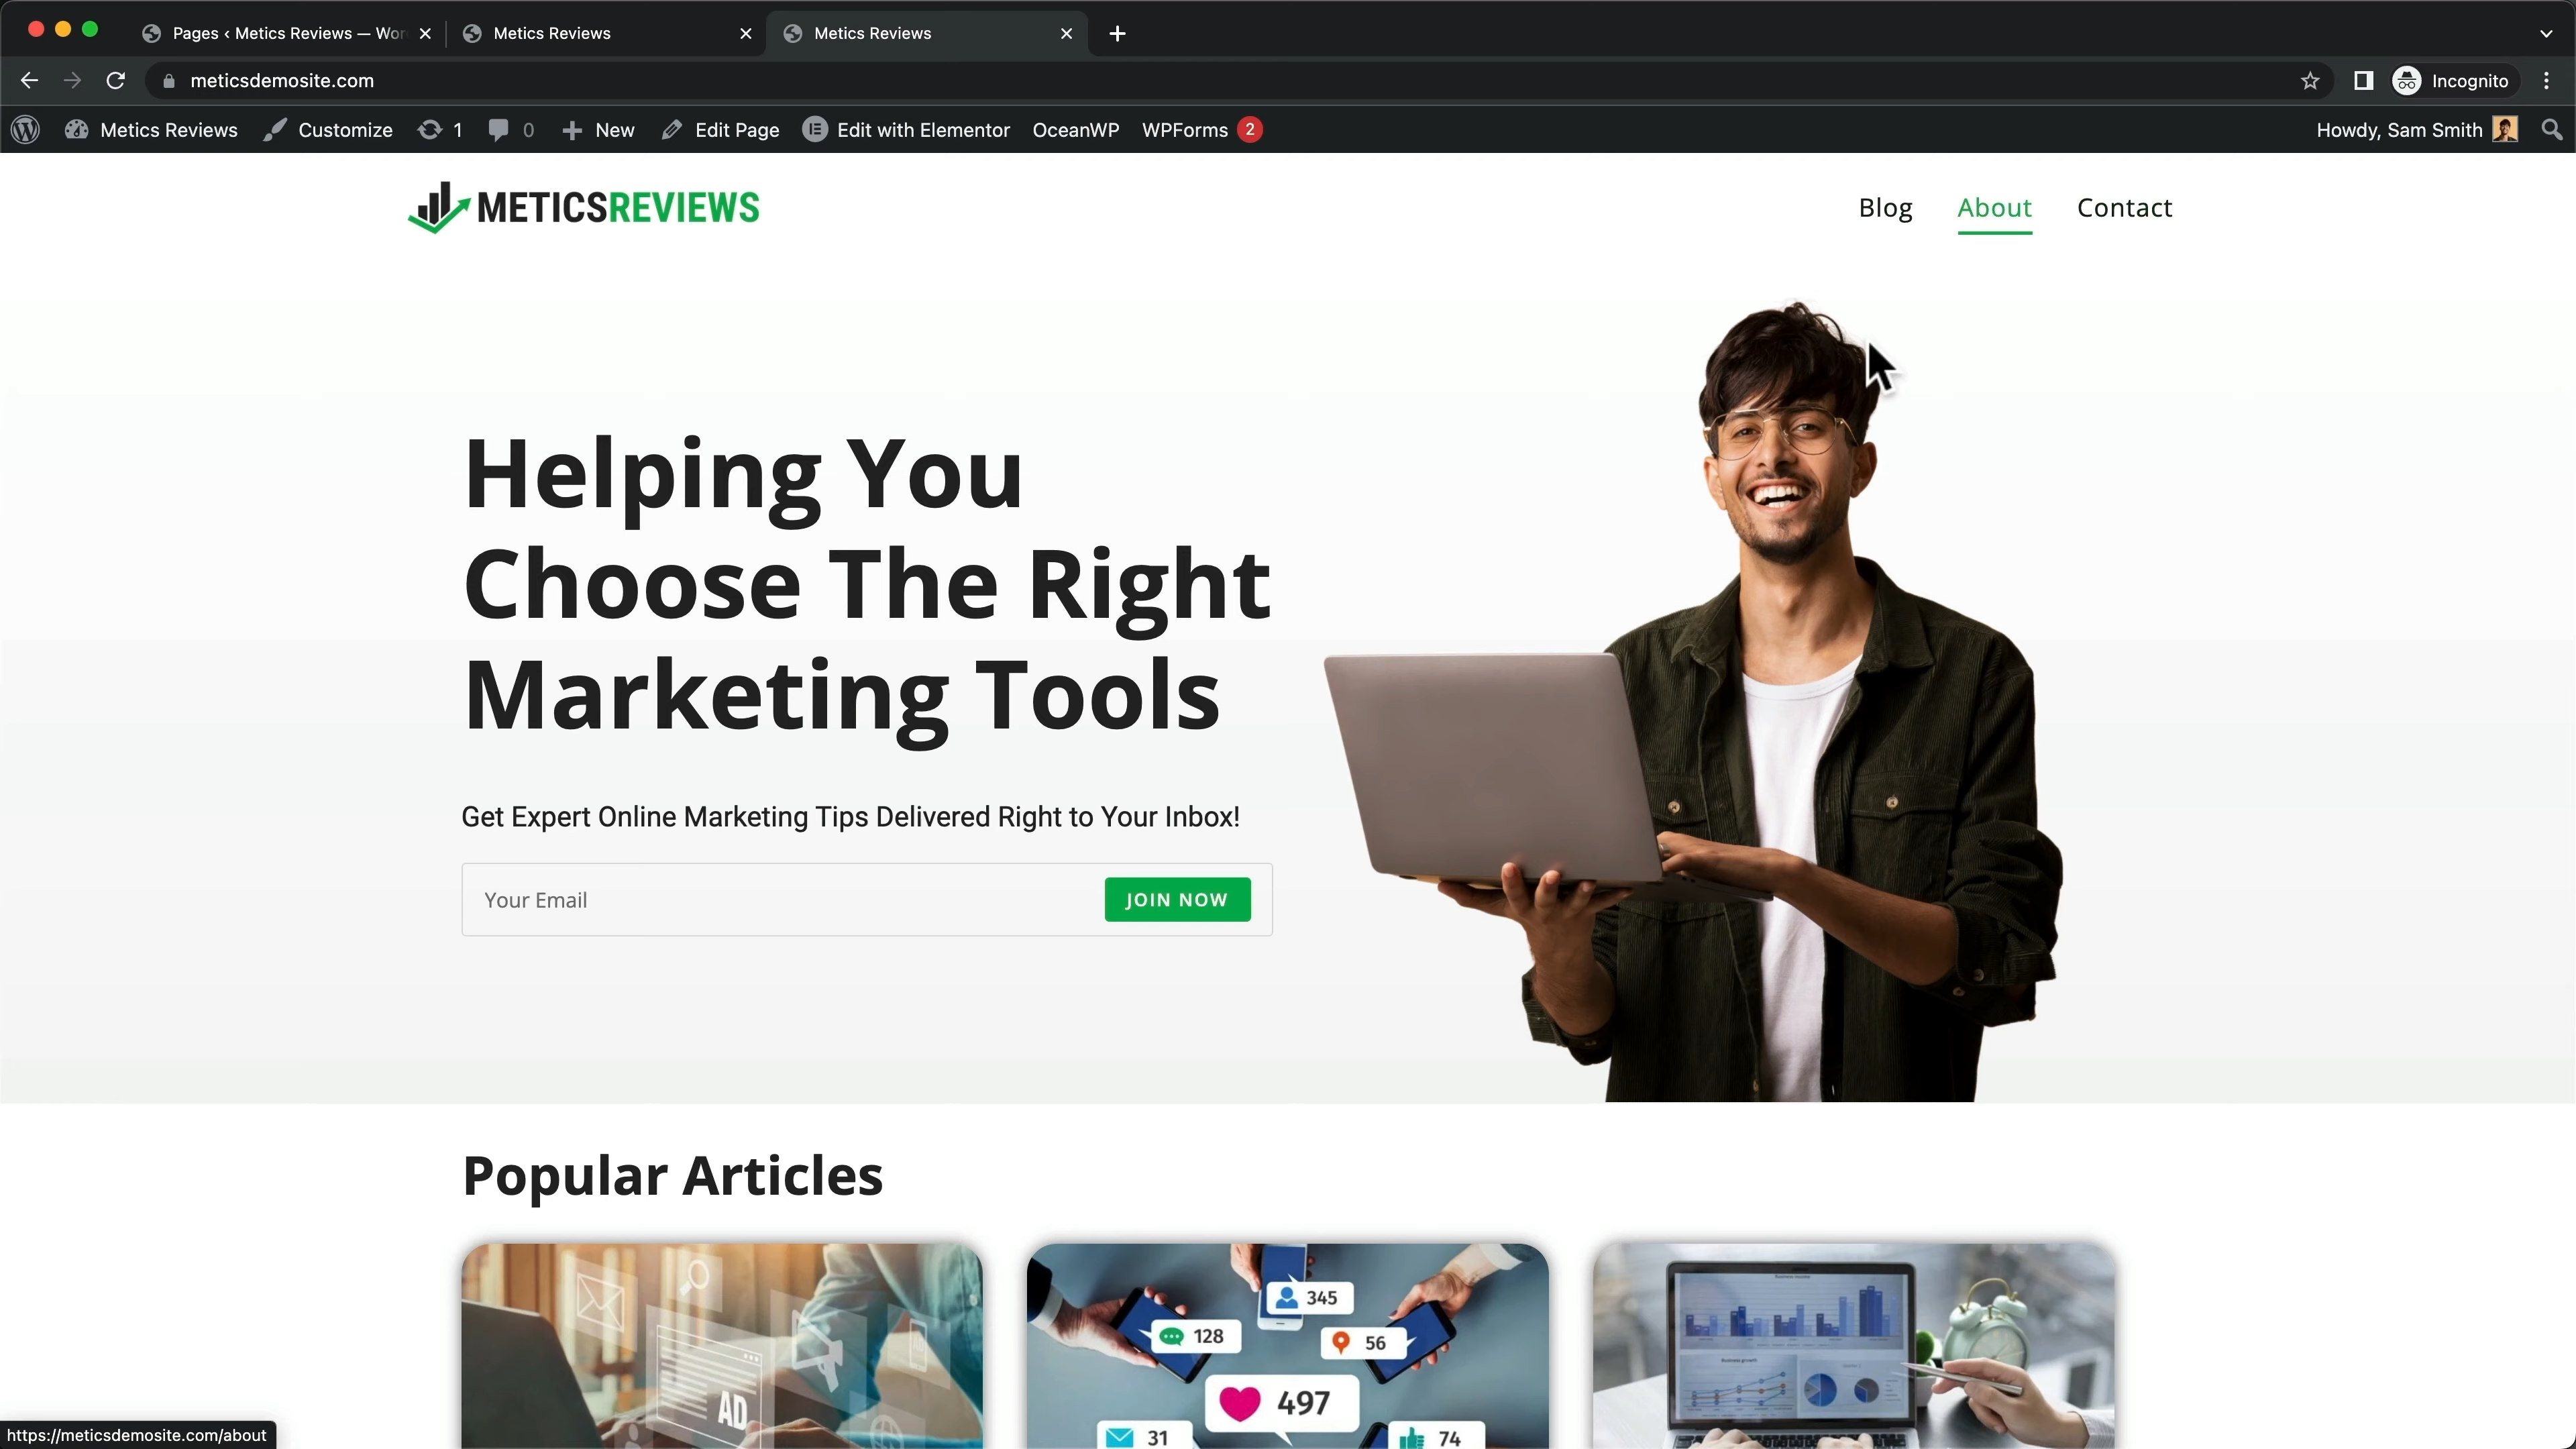 Pages ‹ Metics Reviews — Wor
Metics Reviews
Metics Reviews
meticsdemosite.com
Incognito
Metics Reviews
Customize
1
0
New
Edit Page
Edit with Elementor
OceanWP
WPForms
2
Howdy, Sam Smith
METICSREVIEWS
Blog
About
Contact
Helping You
Choose The Right
Marketing Tools
Get Expert Online Marketing Tips Delivered Right to Your Inbox!
Your Email
JOIN NOW
Popular Articles
345
128
56
497
31
74
AD
Business growth
https://meticsdemosite.com/about